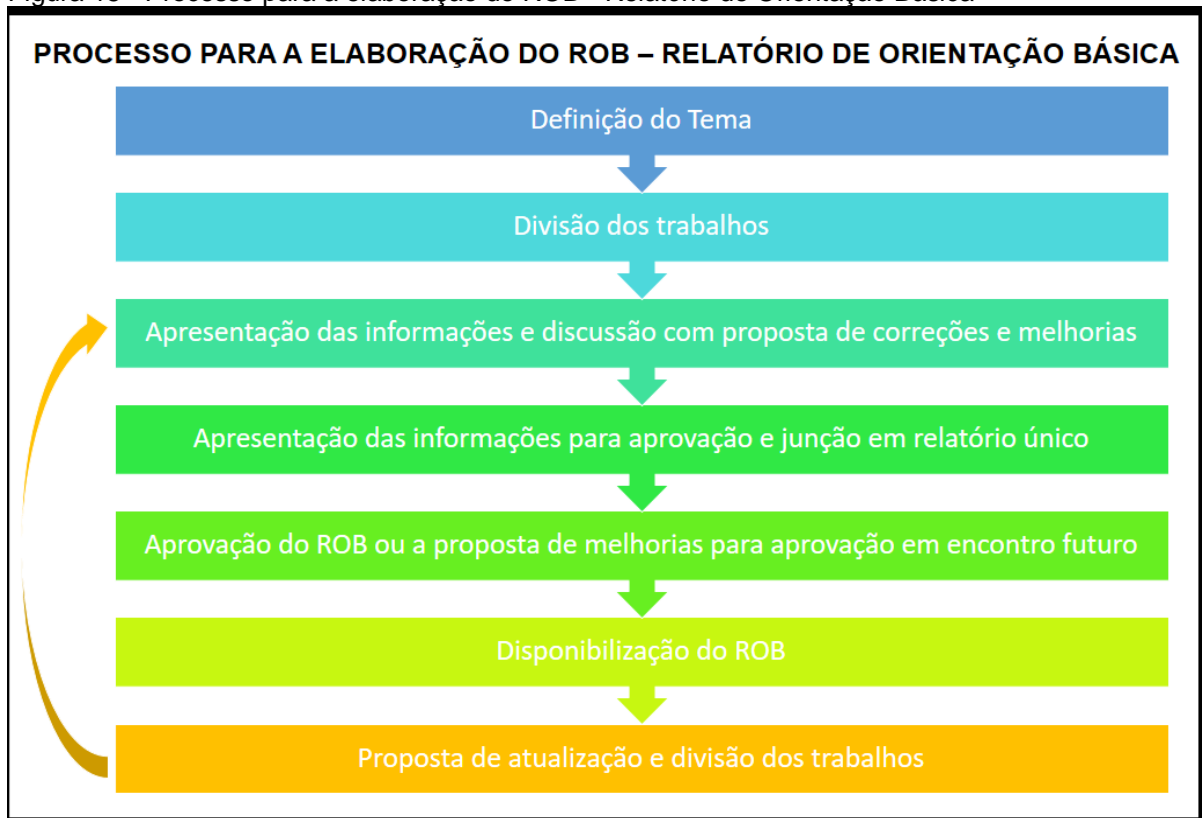 PROCESSO PARA A ELABORAÇÃO DO ROB – RELATÓRIO DE ORIENTAÇÃO BÁSICA
Definição do Tema
Divisão dos trabalhos
Apresentação das informações e discussão com proposta de correções e melhorias
Apresentação das informações para aprovação e junção em relatório único
Aprovação do ROB ou a proposta de melhorias para aprovação em encontro futuro
Disponibilização do ROB
Proposta de atualização e divisão dos trabalhos